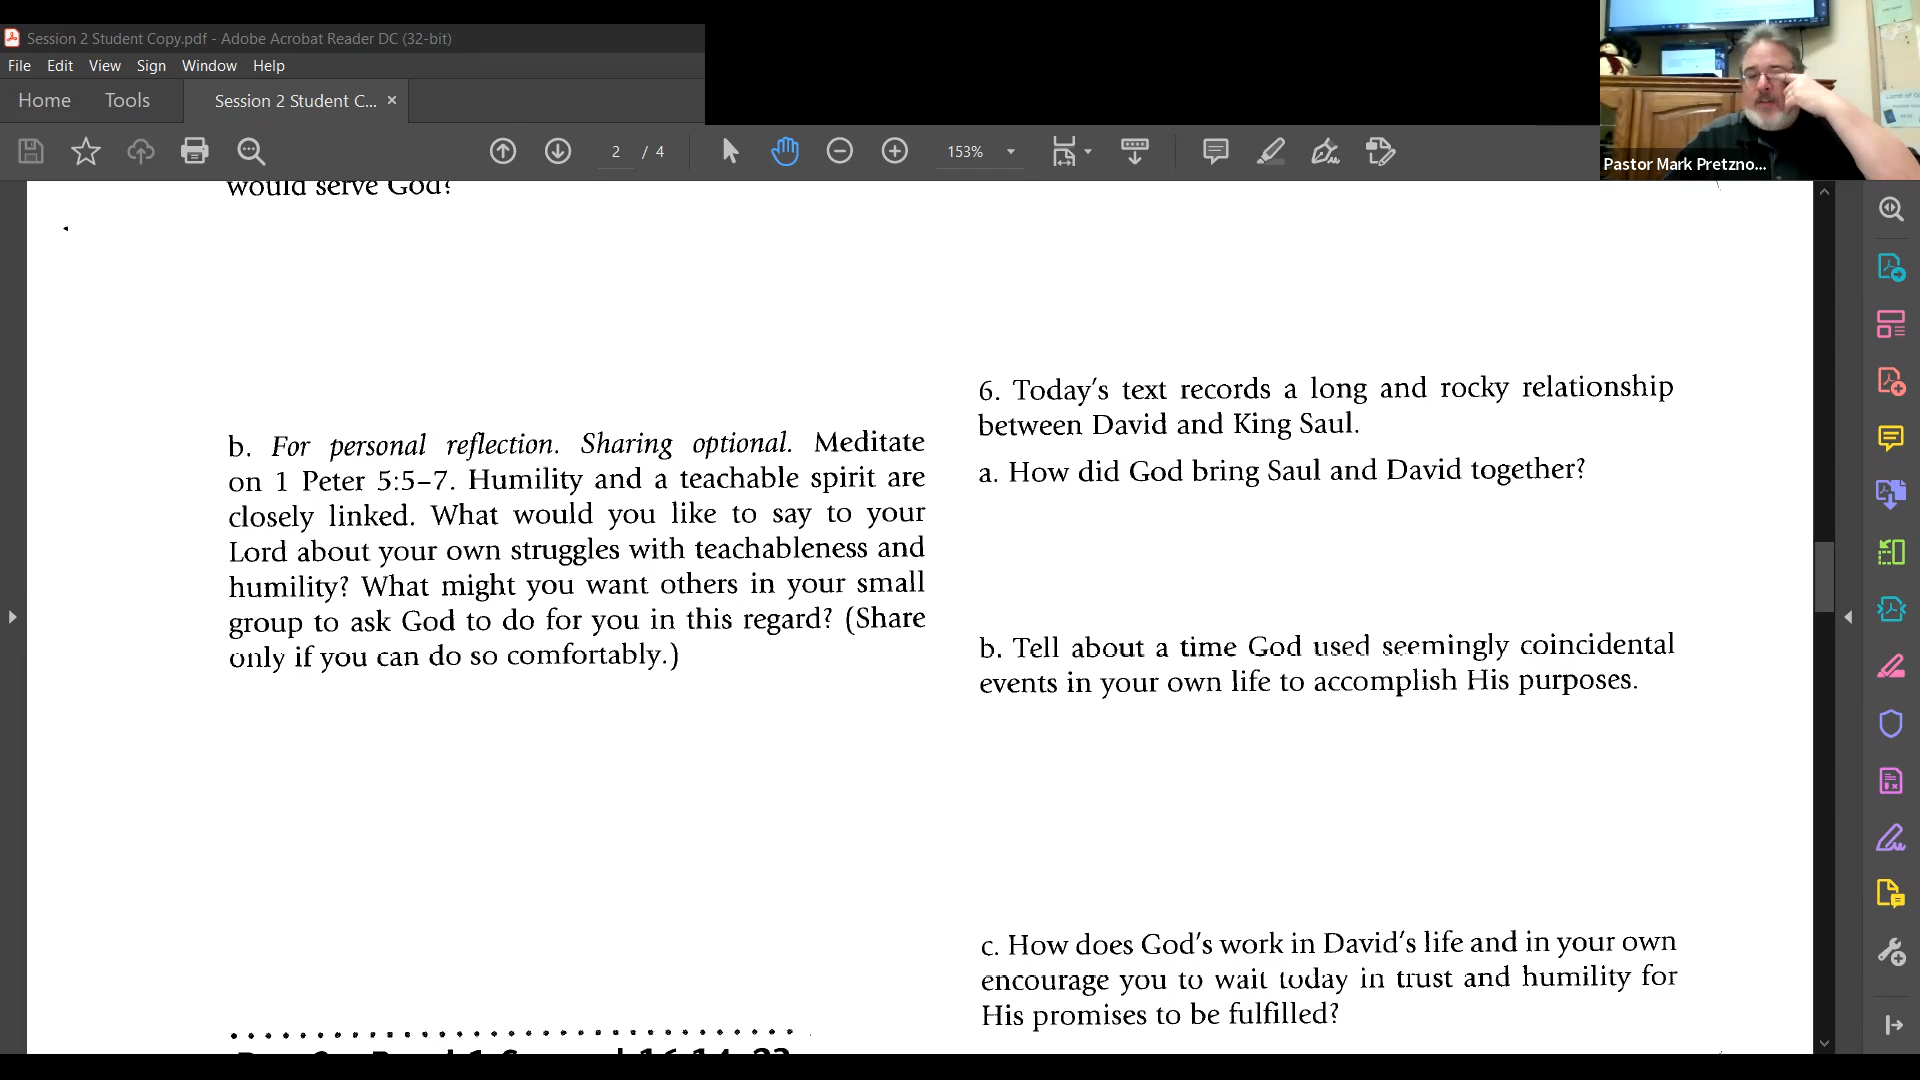 Session 2 Student Copy.pdf - Adobe Acrobat Reader DC (32-bit)
File Edit View Sign Window Help
Home Tools Session 2 Student C... ×
2 / 4 153%
Pastor Mark Pretzno...
would serve God?
b. For personal reflection. Sharing optional. Meditate
on 1 Peter 5:5–7. Humility and a teachable spirit are
closely linked. What would you like to say to your
Lord about your own struggles with teachableness and
humility? What might you want others in your small
group to ask God to do for you in this regard? (Share
only if you can do so comfortably.)
6. Today's text records a long and rocky relationship
between David and King Saul.
a. How did God bring Saul and David together?
b. Tell about a time God used seemingly coincidental
events in your own life to accomplish His purposes.
c. How does God's work in David's life and in your own
encourage you to wait today in trust and humility for
His promises to be fulfilled?